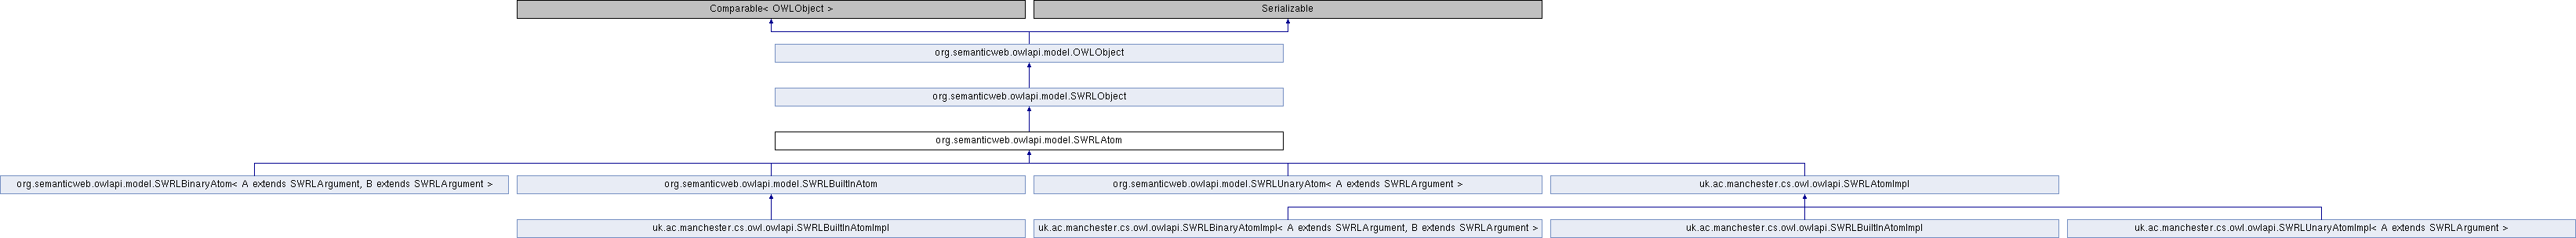 Comparable< OWLObject >
Serializable
org.semanticweb.owlapi.model.OWLObject
org.semanticweb.owlapi.model.SWRLObject
org.semanticweb.owlapi.model.SWRLAtom
org.semanticweb.owlapi.model.SWRLBinaryAtom< A extends SWRLArgument, B extends SWRLArgument >
org.semanticweb.owlapi.model.SWRLBuiltInAtom
org.semanticweb.owlapi.model.SWRLUnaryAtom< A extends SWRLArgument >
uk.ac.manchester.cs.owl.owlapi.SWRLAtomImpl
uk.ac.manchester.cs.owl.owlapi.SWRLBuiltInAtomImpl
uk.ac.manchester.cs.owl.owlapi.SWRLBinaryAtomImpl< A extends SWRLArgument, B extends SWRLArgument >
uk.ac.manchester.cs.owl.owlapi.SWRLBuiltInAtomImpl
uk.ac.manchester.cs.owl.owlapi.SWRLUnaryAtomImpl< A extends SWRLArgument >